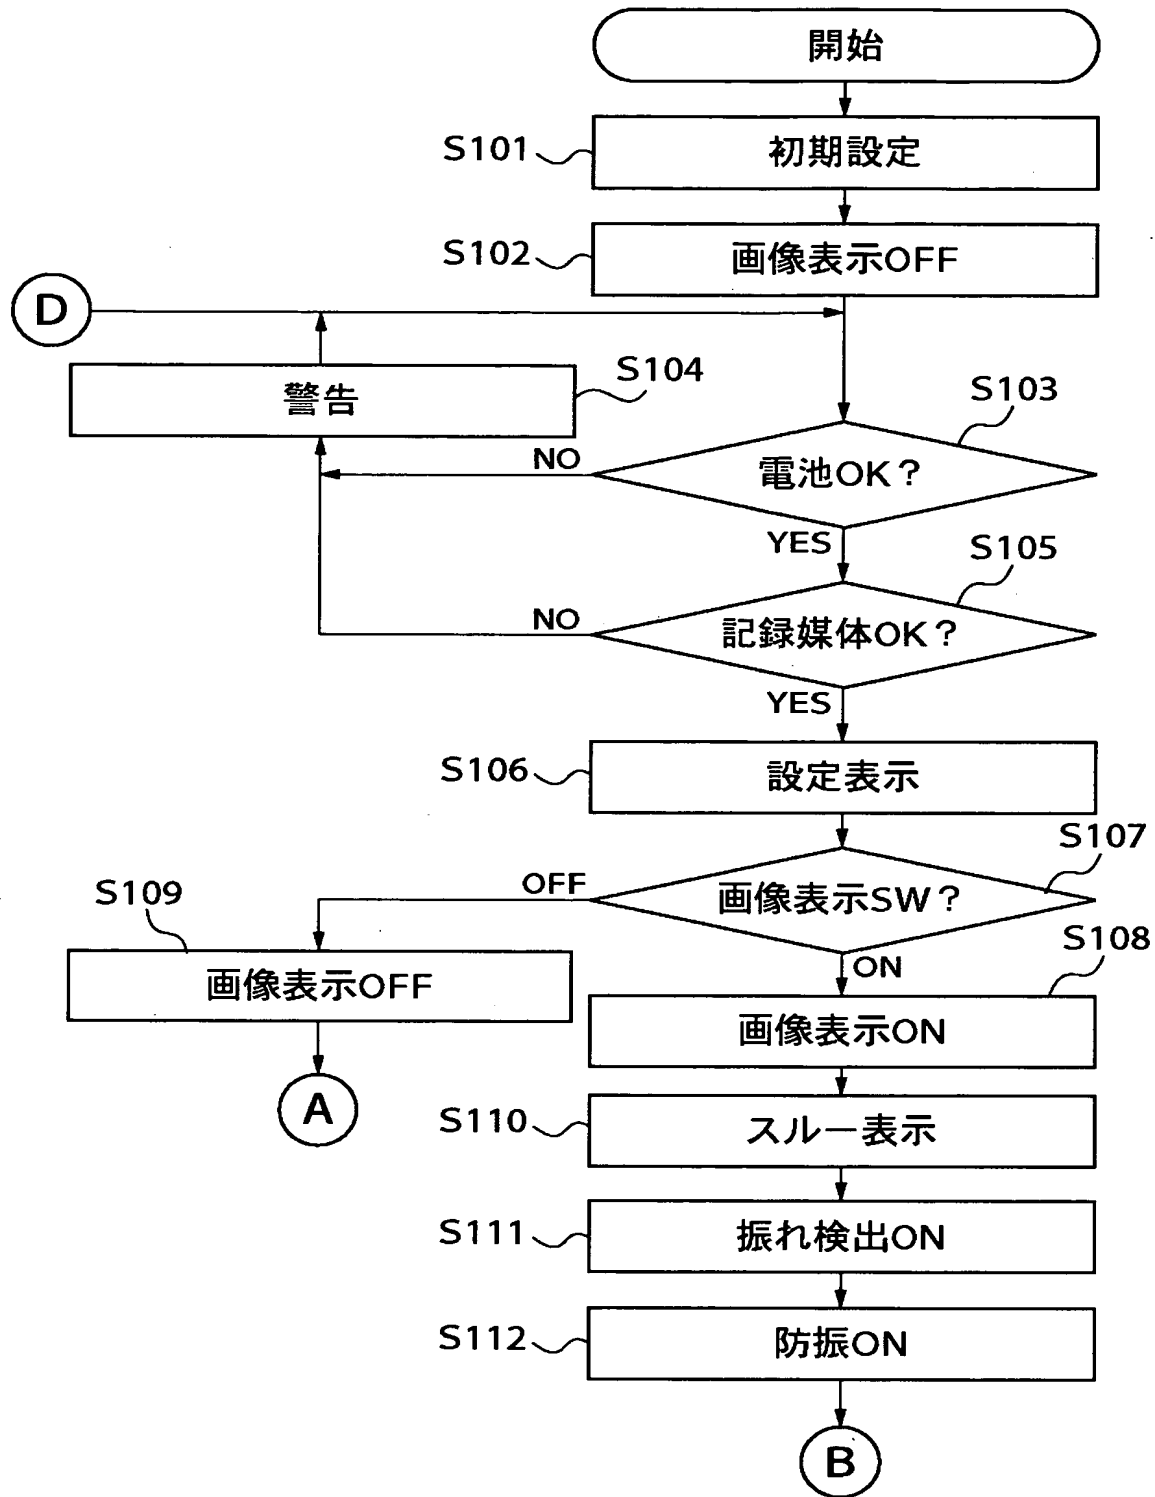 開始
S101
初期設定
S102
画像表示OFF
D
S104
警告
S103
NO
電池OK?
YES
S105
NO
記録媒体OK?
YES
S106
設定表示
S107
OFF
画像表示SW?
S109
S108
ON
画像表示OFF
画像表示ON
A
S110
スルー表示
S111
振れ検出ON
S112
防振ON
B